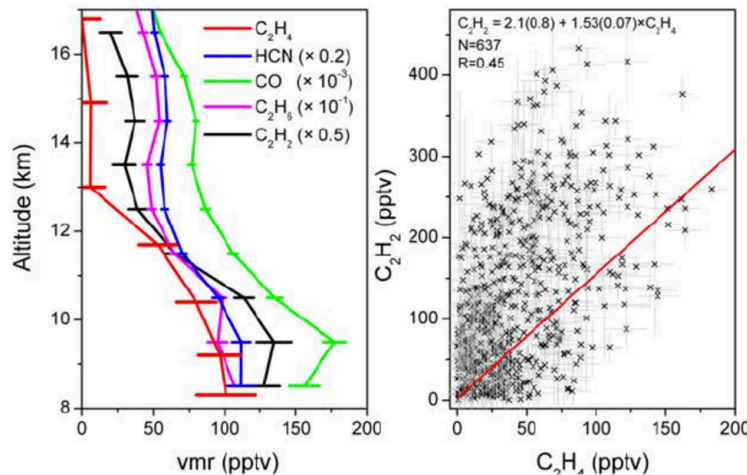 16
14
12
10
8
Altitude (km)
C₂H₄
HCN (× 0.2)
CO (× 10⁻³)
C₂H₆ (× 10⁻¹)
C₂H₂ (× 0.5)
0 50 100 150 200
vmr (pptv)
C₂H₂ = 2.1(0.8) + 1.53(0.07)×C₂H₄
N=637
R=0.45
400
300
200
100
0
C₂H₂ (pptv)
0 50 100 150 200
C₂H₄ (pptv)